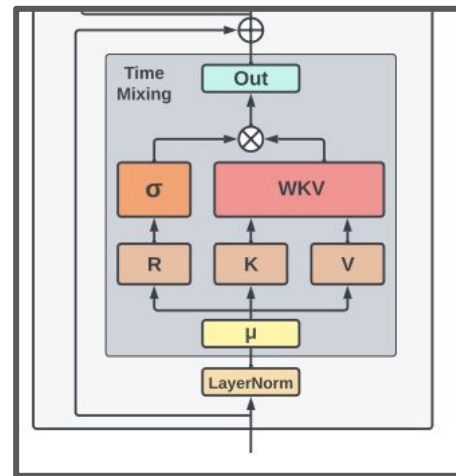 Time
Mixing
Out
σ
WKV
R
K
V
μ
LayerNorm